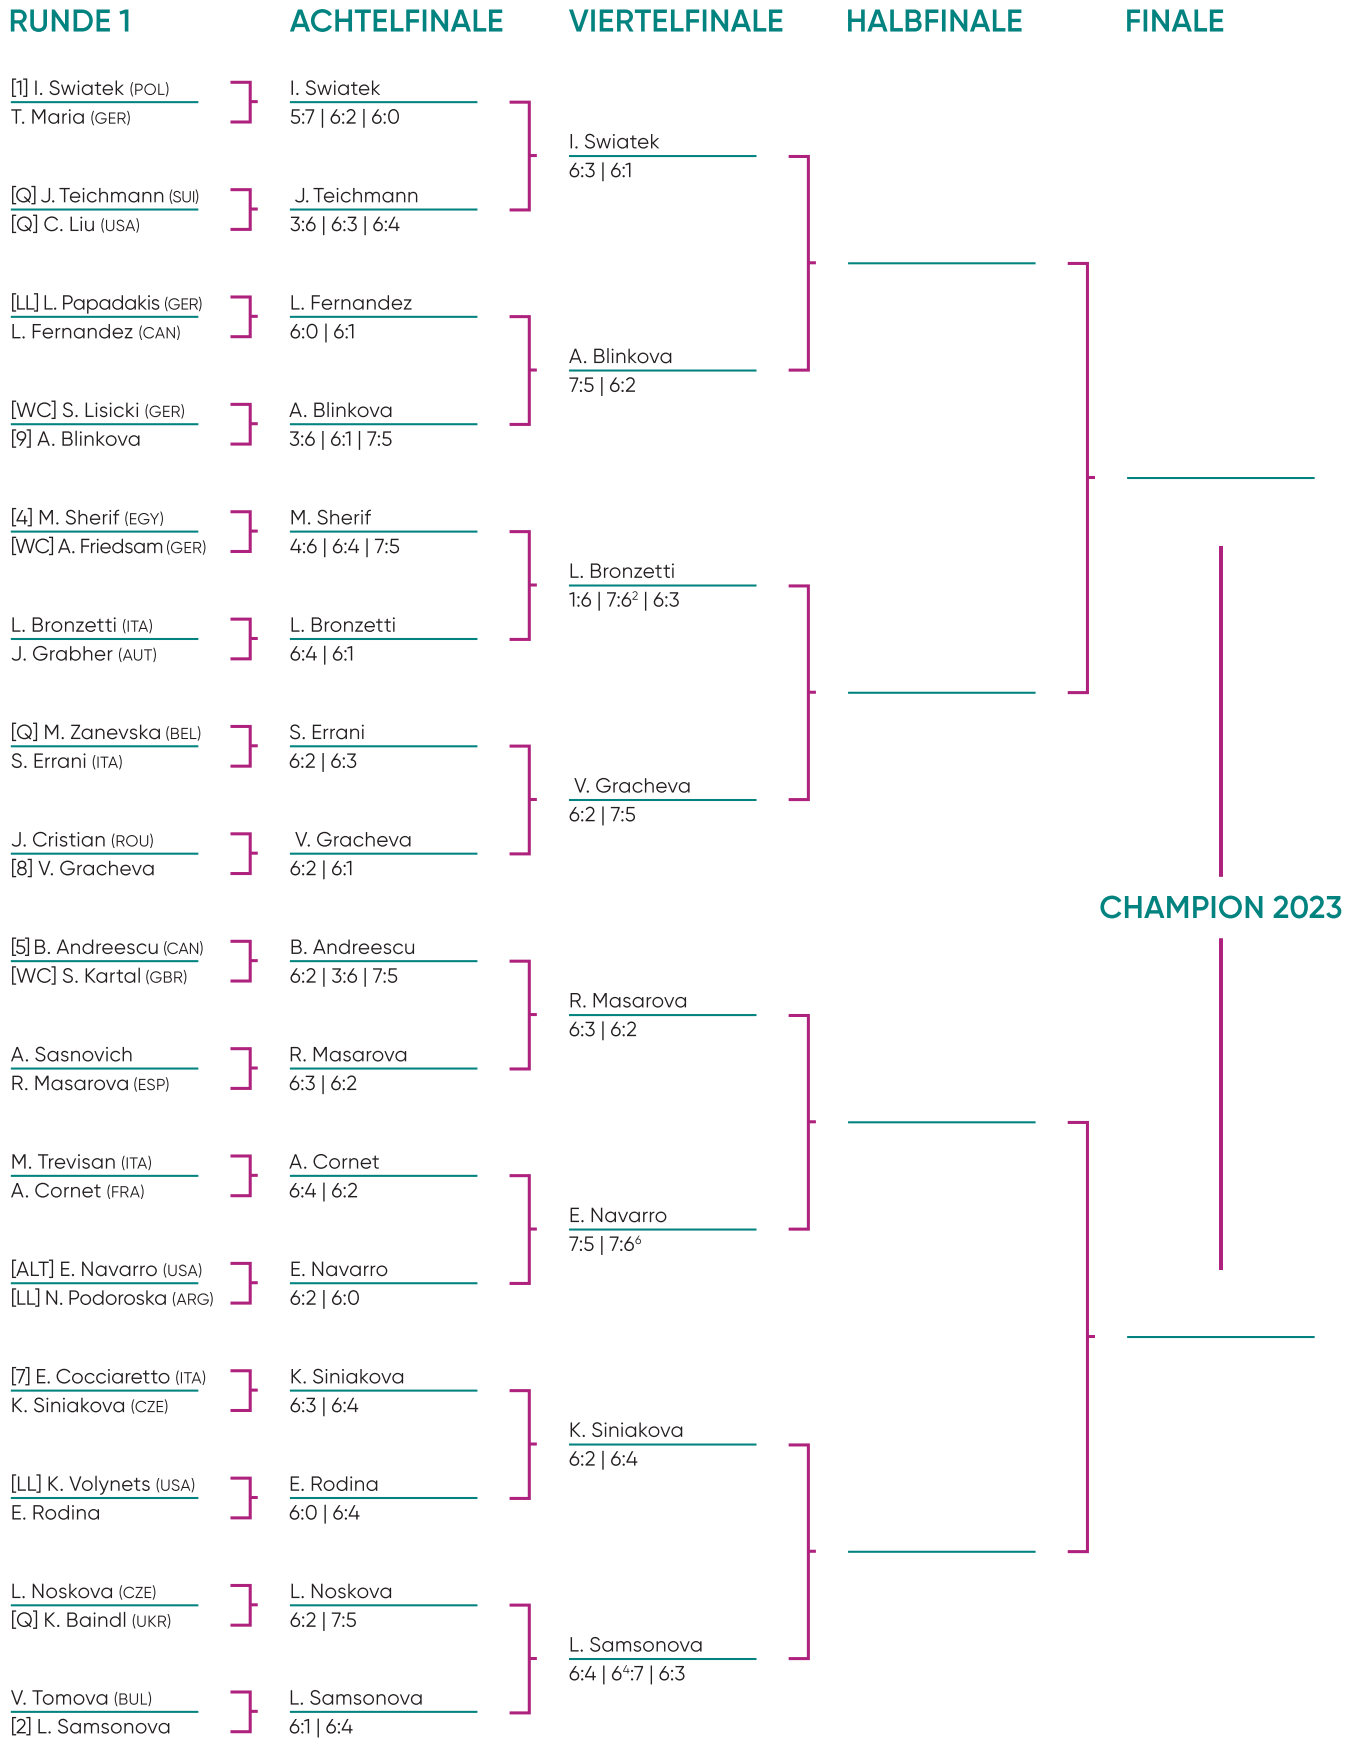 RUNDE 1
ACHTELFINALE
VIERTELFINALE
HALBFINALE
FINALE
[1] I. Swiatek (POL)
T. Maria (GER)
[Q] J. Teichmann (SUI)
[Q] C. Liu (USA)
[LL] L. Papadakis (GER)
L. Fernandez (CAN)
[WC] S. Lisicki (GER)
[9] A. Blinkova
[4] M. Sherif (EGY)
[WC] A. Friedsam (GER)
L. Bronzetti (ITA)
J. Grabher (AUT)
[Q] M. Zanevska (BEL)
S. Errani (ITA)
J. Cristian (ROU)
[8] V. Gracheva
[5] B. Andreescu (CAN)
[WC] S. Kartal (GBR)
A. Sasnovich
R. Masarova (ESP)
M. Trevisan (ITA)
A. Cornet (FRA)
[ALT] E. Navarro (USA)
[LL] N. Podoroska (ARG)
[7] E. Cocciaretto (ITA)
K. Siniakova (CZE)
[LL] K. Volynets (USA)
E. Rodina
L. Noskova (CZE)
[Q] K. Baindl (UKR)
V. Tomova (BUL)
[2] L. Samsonova
I. Swiatek
5:7 | 6:2 | 6:0
J. Teichmann
3:6 | 6:3 | 6:4
L. Fernandez
6:0 | 6:1
A. Blinkova
3:6 | 6:1 | 7:5
M. Sherif
4:6 | 6:4 | 7:5
L. Bronzetti
6:4 | 6:1
S. Errani
6:2 | 6:3
V. Gracheva
6:2 | 6:1
B. Andreescu
6:2 | 3:6 | 7:5
R. Masarova
6:3 | 6:2
A. Cornet
6:4 | 6:2
E. Navarro
6:2 | 6:0
K. Siniakova
6:3 | 6:4
E. Rodina
6:0 | 6:4
L. Noskova
6:2 | 7:5
L. Samsonova
6:1 | 6:4
I. Swiatek
6:3 | 6:1
A. Blinkova
7:5 | 6:2
L. Bronzetti
1:6 | 7:6² | 6:3
V. Gracheva
6:2 | 7:5
R. Masarova
6:3 | 6:2
E. Navarro
7:5 | 7:6⁶
K. Siniakova
6:2 | 6:4
L. Samsonova
6:4 | 6⁴:7 | 6:3
CHAMPION 2023